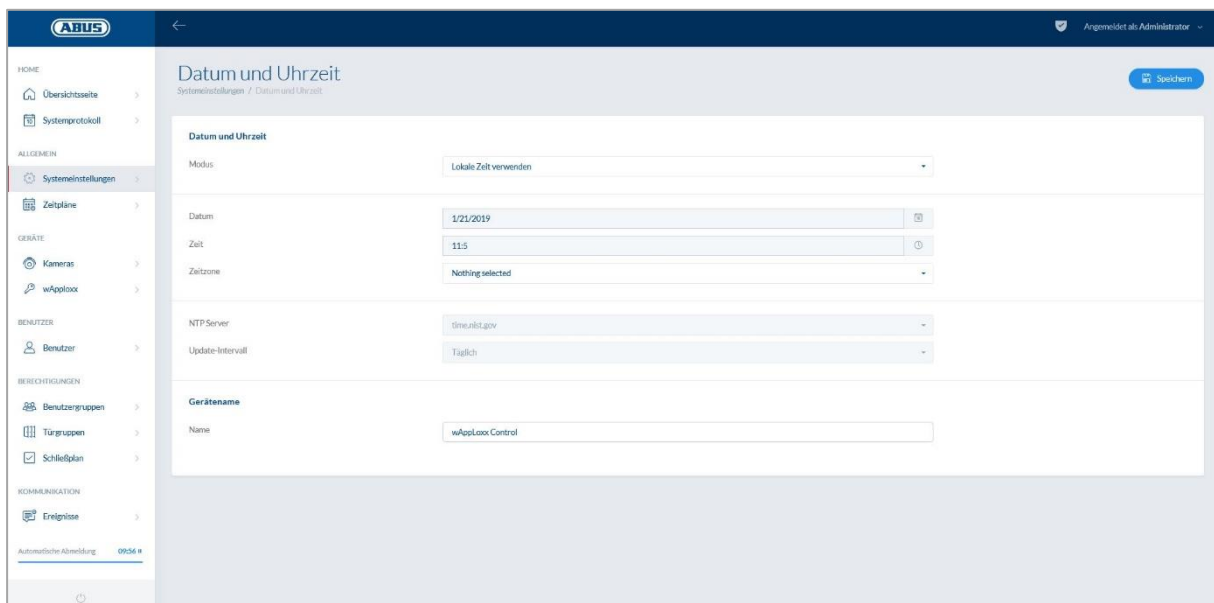 ABUS
Angemeldet als Administrator
HOME
Übersichtsseite
Systemprotokoll
ALLGEMEIN
Systemeinstellungen
Zeitpläne
GERÄTE
Kameras
wApploxx
BENUTZER
Benutzer
BERECHTIGUNGEN
Benutzergruppen
Türgruppen
Schließplan
KOMMUNIKATION
Ereignisse
Automatische Abmeldung 09:56
Datum und Uhrzeit
Systemeinstellungen / Datum und Uhrzeit
Speichern
Datum und Uhrzeit
Modus Lokale Zeit verwenden
Datum 1/21/2019
Zeit 11:5
Zeitzone Nothing selected
NTP Server time.nist.gov
Update-Intervall Täglich
Gerätename
Name wAppLoxx Control